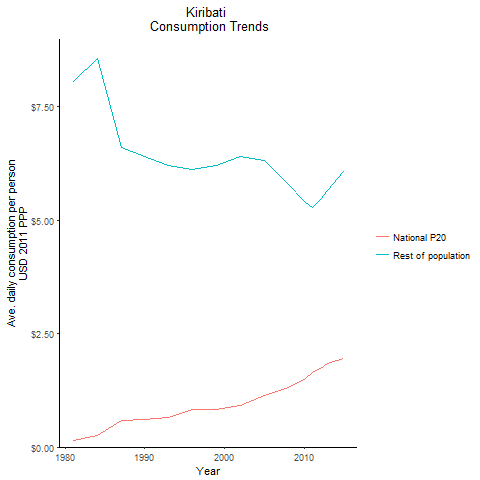 Kiribati
Consumption Trends
Ave. daily consumption per person
USD 2011 PPP
$7.50
$5.00
$2.50
$0.00
1980 1990 2000 2010
Year
National P20
Rest of population